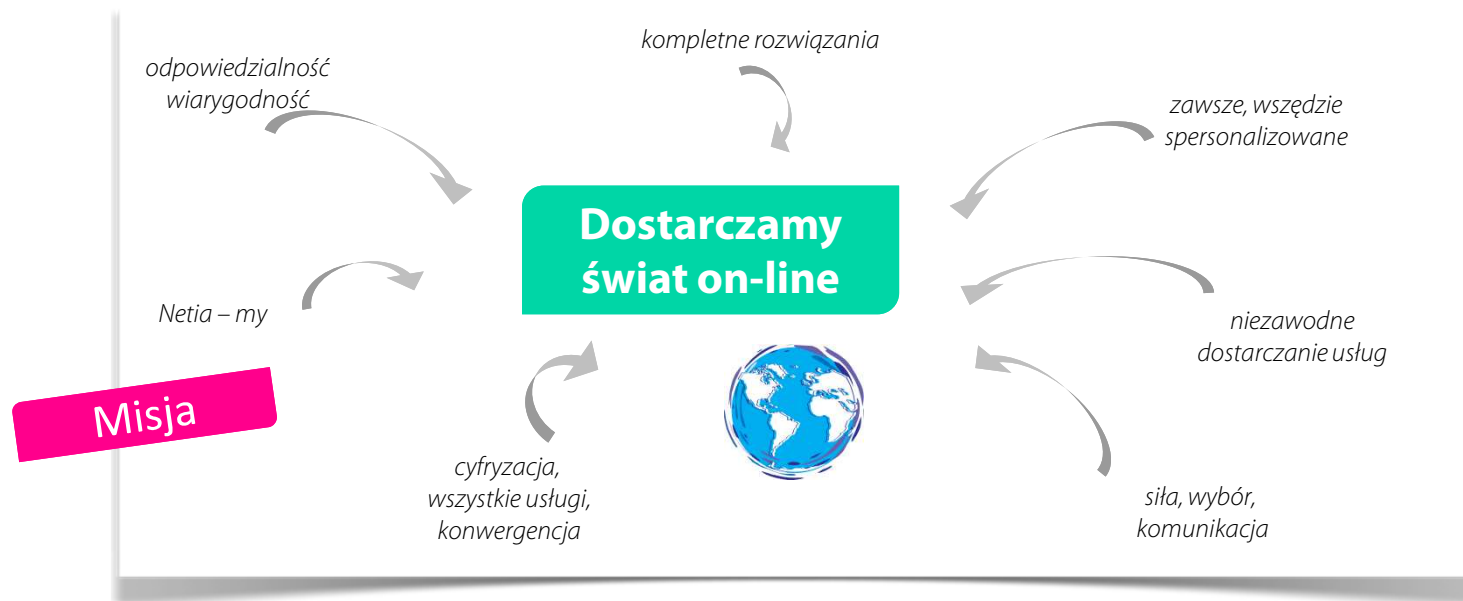 kompletne rozwiązania
odpowiedzialność
wiarygodność
zawsze, wszędzie
spersonalizowane
Dostarczamy
świat on-line
Netia – my
niezawodne
dostarczanie usług
Misja
cyfryzacja,
wszystkie usługi,
konwergencja
siła, wybór,
komunikacja